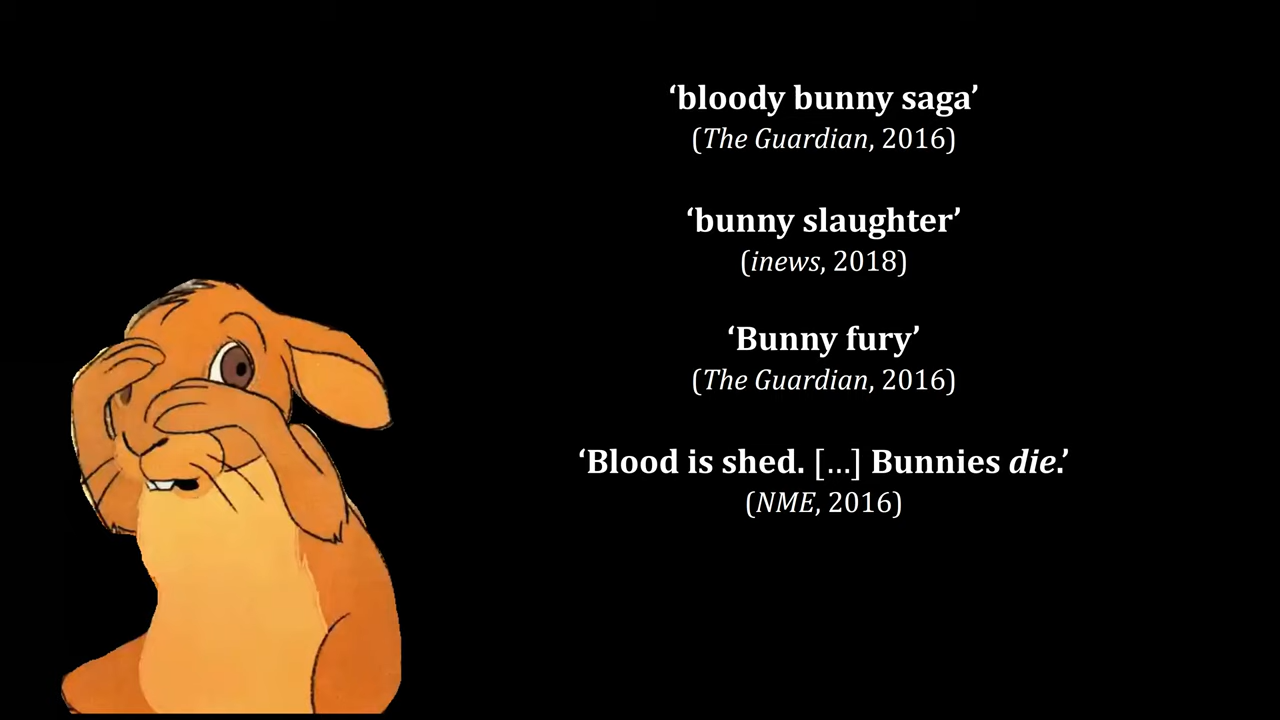 ‘bloody bunny saga’
(The Guardian, 2016)
‘bunny slaughter’
(inews, 2018)
‘Bunny fury’
(The Guardian, 2016)
‘Blood is shed. [...] Bunnies die.’
(NME, 2016)